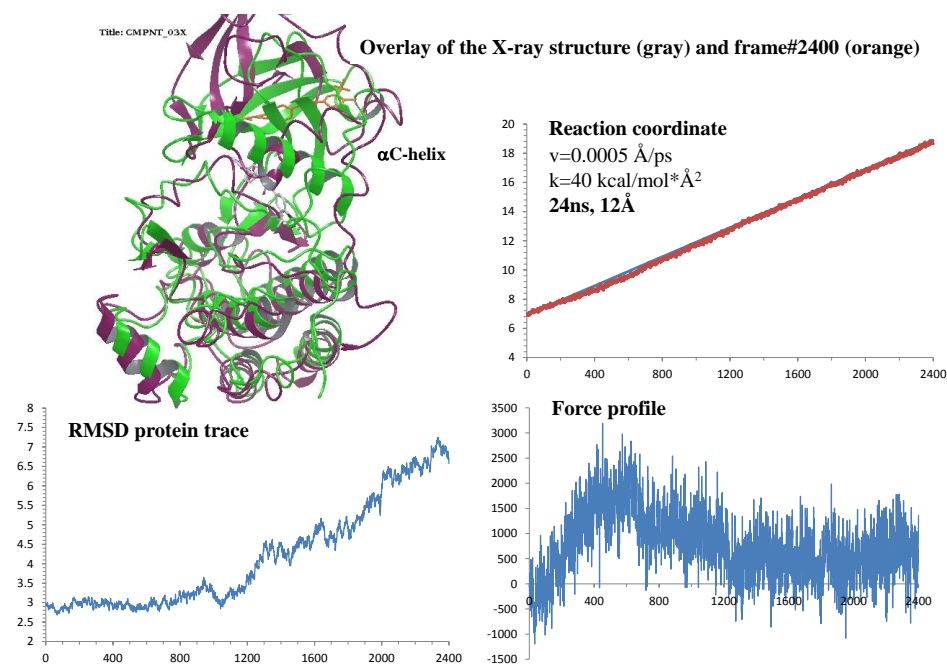 Title: CMPNT_03X
Overlay of the X-ray structure (gray) and frame#2400 (orange)
αC-helix
Reaction coordinate
v=0.0005 Å/ps
k=40 kcal/mol*Å²
24ns, 12Å
20
18
16
14
12
10
8
6
4
0 400 800 1200 1600 2000 2400
RMSD protein trace
8
7.5
7
6.5
6
5.5
5
4.5
4
3.5
3
2.5
2
0 400 800 1200 1600 2000 2400
Force profile
3500
3000
2500
2000
1500
1000
500
0
-500
-1000
-1500
0 400 800 1200 1600 2000 2400